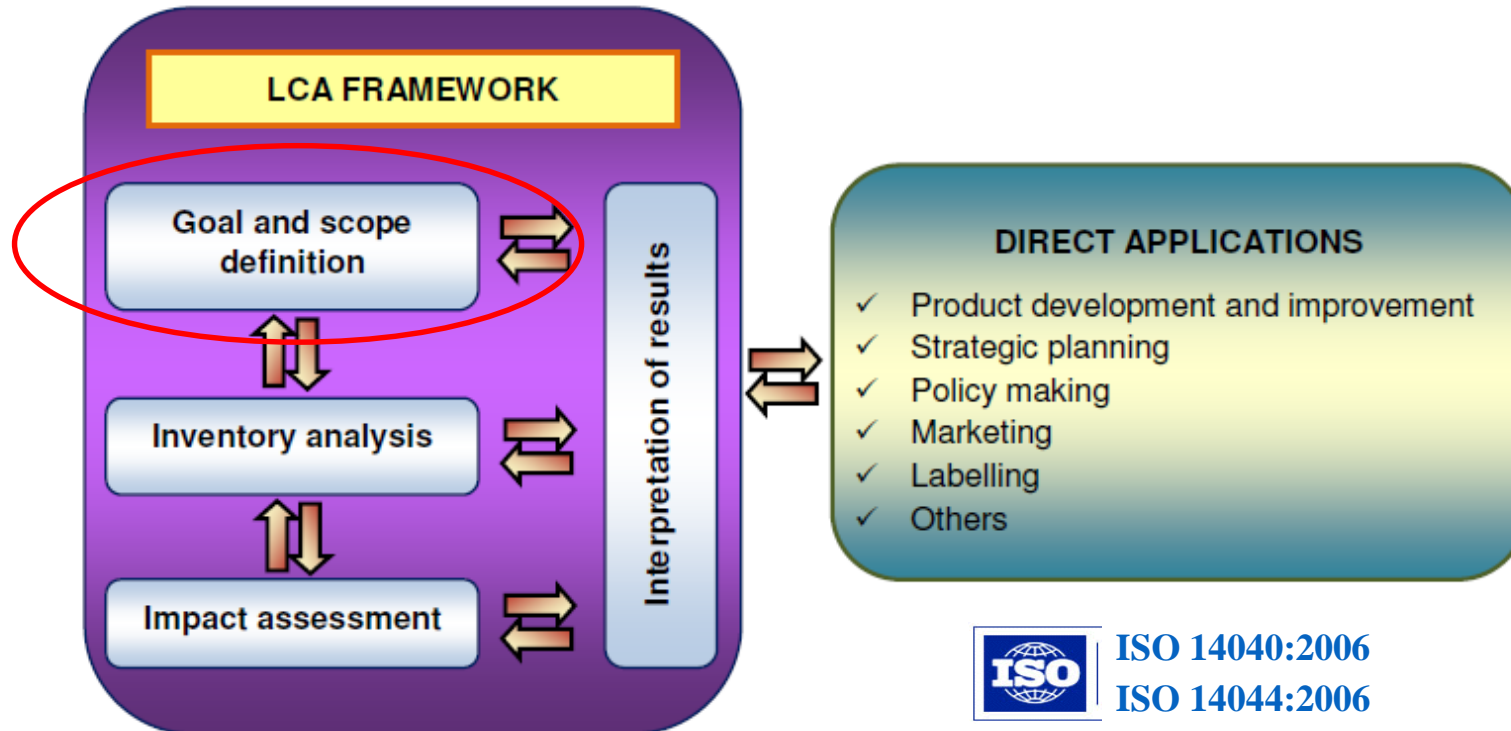 LCA FRAMEWORK
Goal and scope
definition
Inventory analysis
Impact assessment
Interpretation of results
DIRECT APPLICATIONS
✓ Product development and improvement
✓ Strategic planning
✓ Policy making
✓ Marketing
✓ Labelling
✓ Others
ISO
ISO 14040:2006
ISO 14044:2006